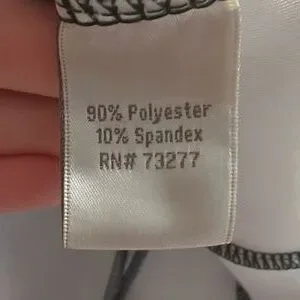 90% Polyester
10% Spandex
RN# 73277